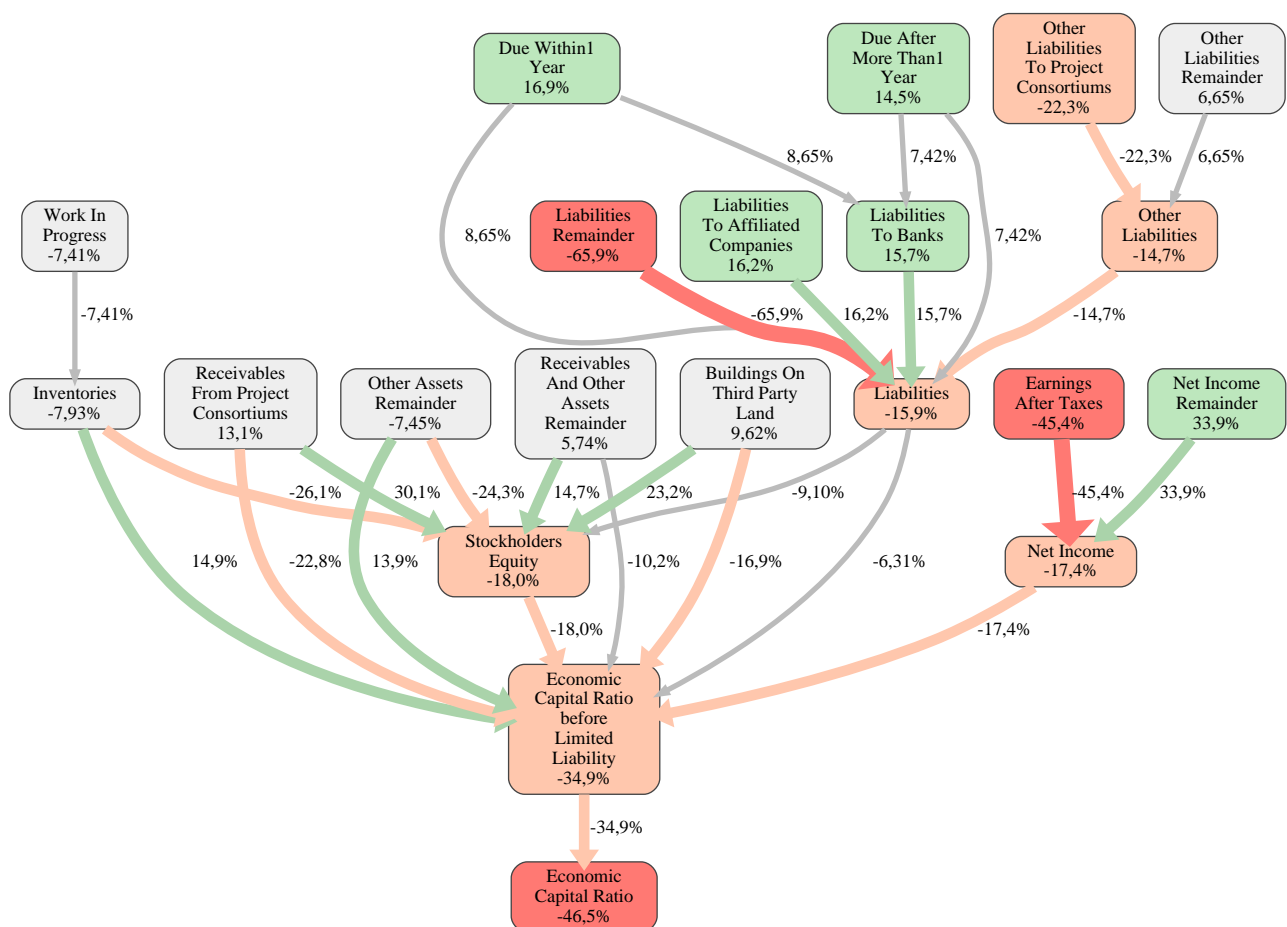 Due Within1
Year
16,9%
Due After
More Than1
Year
14,5%
Other
Liabilities
To Project
Consortiums
-22,3%
Other
Liabilities
Remainder
6,65%
8,65%
7,42%
-22,3%
6,65%
Work In
Progress
-7,41%
Liabilities
Remainder
-65,9%
Liabilities
To Affiliated
Companies
16,2%
Liabilities
To Banks
15,7%
Other
Liabilities
-14,7%
8,65%
7,42%
-7,41%
-65,9%
16,2%
15,7%
-14,7%
Inventories
-7,93%
Receivables
From Project
Consortiums
13,1%
Other Assets
Remainder
-7,45%
Receivables
And Other
Assets
Remainder
5,74%
Buildings On
Third Party
Land
9,62%
Liabilities
-15,9%
Earnings
After Taxes
-45,4%
Net Income
Remainder
33,9%
-26,1%
30,1%
-24,3%
14,7%
23,2%
-9,10%
-45,4%
33,9%
Stockholders
Equity
-18,0%
Net Income
-17,4%
14,9%
-22,8%
13,9%
-10,2%
-16,9%
-6,31%
-18,0%
-17,4%
Economic
Capital Ratio
before
Limited
Liability
-34,9%
-34,9%
Economic
Capital Ratio
-46,5%